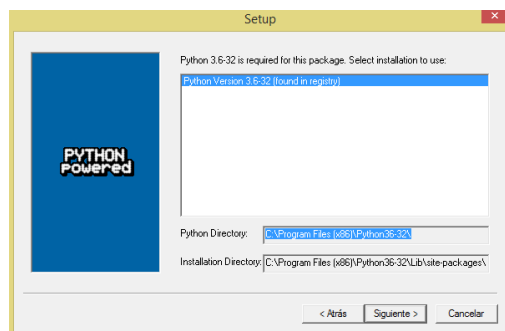 Setup
Python 3.6-32 is required for this package. Select installation to use:
Python Version 3.6-32 (found in registry)
PYTHON
powered
Python Directory: C:\Program Files (x86)\Python36-32\
Installation Directory: C:\Program Files (x86)\Python36-32\Lib\site-packages\
< Atrás Siguiente > Cancelar